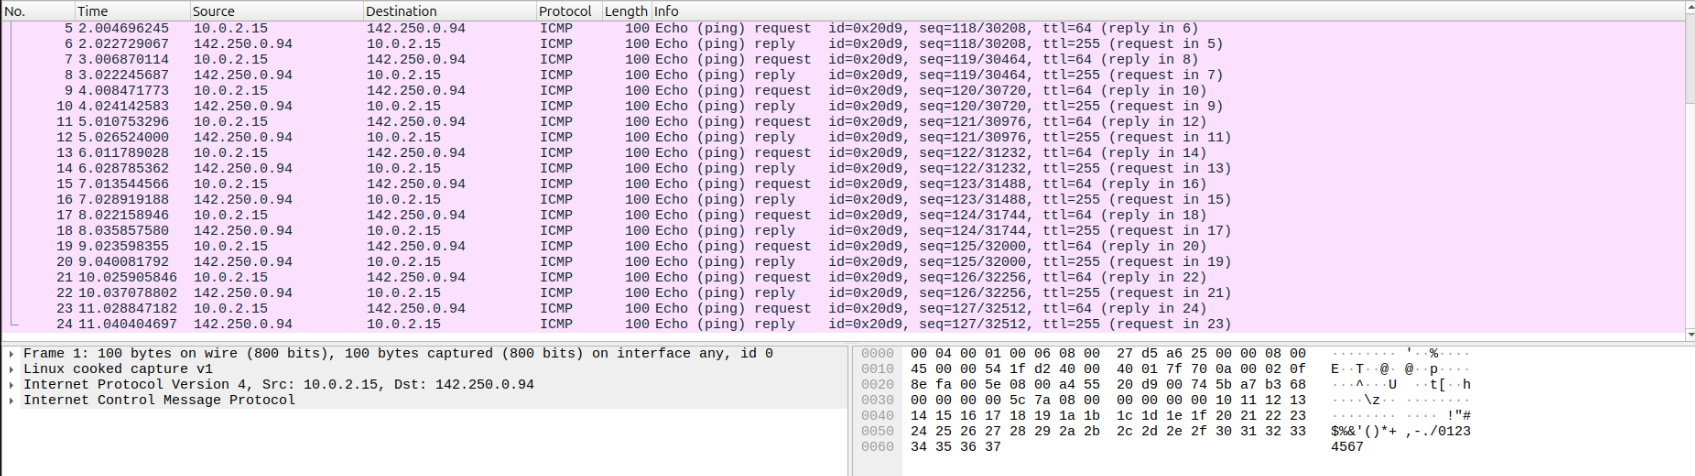 No. Time Source Destination Protocol Length Info
5 2.004696245 10.0.2.15 142.250.0.94 ICMP 100 Echo (ping) request id=0x20d9, seq=118/30208, ttl=64 (reply in 6)
6 2.022729067 142.250.0.94 10.0.2.15 ICMP 100 Echo (ping) reply id=0x20d9, seq=118/30208, ttl=255 (request in 5)
7 3.006870114 10.0.2.15 142.250.0.94 ICMP 100 Echo (ping) request id=0x20d9, seq=119/30464, ttl=64 (reply in 8)
8 3.022245687 142.250.0.94 10.0.2.15 ICMP 100 Echo (ping) reply id=0x20d9, seq=119/30464, ttl=255 (request in 7)
9 4.008471773 10.0.2.15 142.250.0.94 ICMP 100 Echo (ping) request id=0x20d9, seq=120/30720, ttl=64 (reply in 10)
10 4.024142583 142.250.0.94 10.0.2.15 ICMP 100 Echo (ping) reply id=0x20d9, seq=120/30720, ttl=255 (request in 9)
11 5.010753296 10.0.2.15 142.250.0.94 ICMP 100 Echo (ping) request id=0x20d9, seq=121/30976, ttl=64 (reply in 12)
12 5.026524000 142.250.0.94 10.0.2.15 ICMP 100 Echo (ping) reply id=0x20d9, seq=121/30976, ttl=255 (request in 11)
13 6.011789028 10.0.2.15 142.250.0.94 ICMP 100 Echo (ping) request id=0x20d9, seq=122/31232, ttl=64 (reply in 14)
14 6.028785362 142.250.0.94 10.0.2.15 ICMP 100 Echo (ping) reply id=0x20d9, seq=122/31232, ttl=255 (request in 13)
15 7.013544566 10.0.2.15 142.250.0.94 ICMP 100 Echo (ping) request id=0x20d9, seq=123/31488, ttl=64 (reply in 16)
16 7.028919188 142.250.0.94 10.0.2.15 ICMP 100 Echo (ping) reply id=0x20d9, seq=123/31488, ttl=255 (request in 15)
17 8.022158946 10.0.2.15 142.250.0.94 ICMP 100 Echo (ping) request id=0x20d9, seq=124/31744, ttl=64 (reply in 18)
18 8.035857580 142.250.0.94 10.0.2.15 ICMP 100 Echo (ping) reply id=0x20d9, seq=124/31744, ttl=255 (request in 17)
19 9.023598355 10.0.2.15 142.250.0.94 ICMP 100 Echo (ping) request id=0x20d9, seq=125/32000, ttl=64 (reply in 20)
20 9.040081792 142.250.0.94 10.0.2.15 ICMP 100 Echo (ping) reply id=0x20d9, seq=125/32000, ttl=255 (request in 19)
21 10.025905846 10.0.2.15 142.250.0.94 ICMP 100 Echo (ping) request id=0x20d9, seq=126/32256, ttl=64 (reply in 22)
22 10.037078802 142.250.0.94 10.0.2.15 ICMP 100 Echo (ping) reply id=0x20d9, seq=126/32256, ttl=255 (request in 21)
23 11.028847182 10.0.2.15 142.250.0.94 ICMP 100 Echo (ping) request id=0x20d9, seq=127/32512, ttl=64 (reply in 24)
24 11.040404697 142.250.0.94 10.0.2.15 ICMP 100 Echo (ping) reply id=0x20d9, seq=127/32512, ttl=255 (request in 23)
Frame 1: 100 bytes on wire (800 bits), 100 bytes captured (800 bits) on interface any, id 0
Linux cooked capture v1
Internet Protocol Version 4, Src: 10.0.2.15, Dst: 142.250.0.94
Internet Control Message Protocol
0000 00 04 00 01 00 06 08 00 27 d5 a6 25 00 00 08 00 ········ '··%····
0010 45 00 00 54 1f d2 40 00 40 01 7f 70 0a 00 02 0f E··T··@· @··p····
0020 8e fa 00 5e 08 00 a4 55 20 d9 00 74 5b a7 b3 68 ···^···U ··t[··h
0030 00 00 00 00 5c 7a 08 00 00 00 00 00 10 11 12 13 ····\z·· ········
0040 14 15 16 17 18 19 1a 1b 1c 1d 1e 1f 20 21 22 23 ········ ···· !"#
0050 24 25 26 27 28 29 2a 2b 2c 2d 2e 2f 30 31 32 33 $%&'()*+ ,-./0123
0060 34 35 36 37 4567